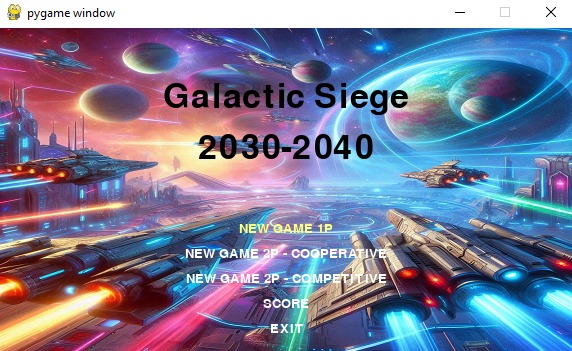 pygame window
Galactic Siege
2030-2040
NEW GAME 1P
NEW GAME 2P - COOPERATIVE
NEW GAME 2P - COMPETITIVE
SCORE
EXIT